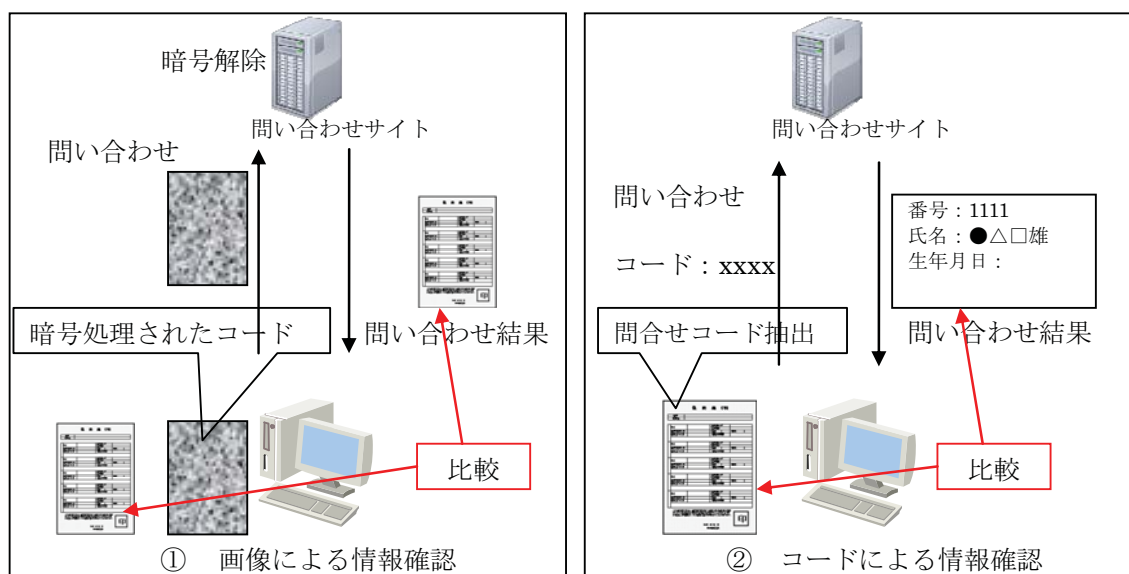 暗号解除
問い合わせサイト
問い合わせ
暗号処理されたコード
問い合わせ結果
比較
① 画像による情報確認
問い合わせサイト
問い合わせ
コード：xxxx
番号：1111
氏名：●△□雄
生年月日：
問合せコード抽出
問い合わせ結果
比較
② コードによる情報確認